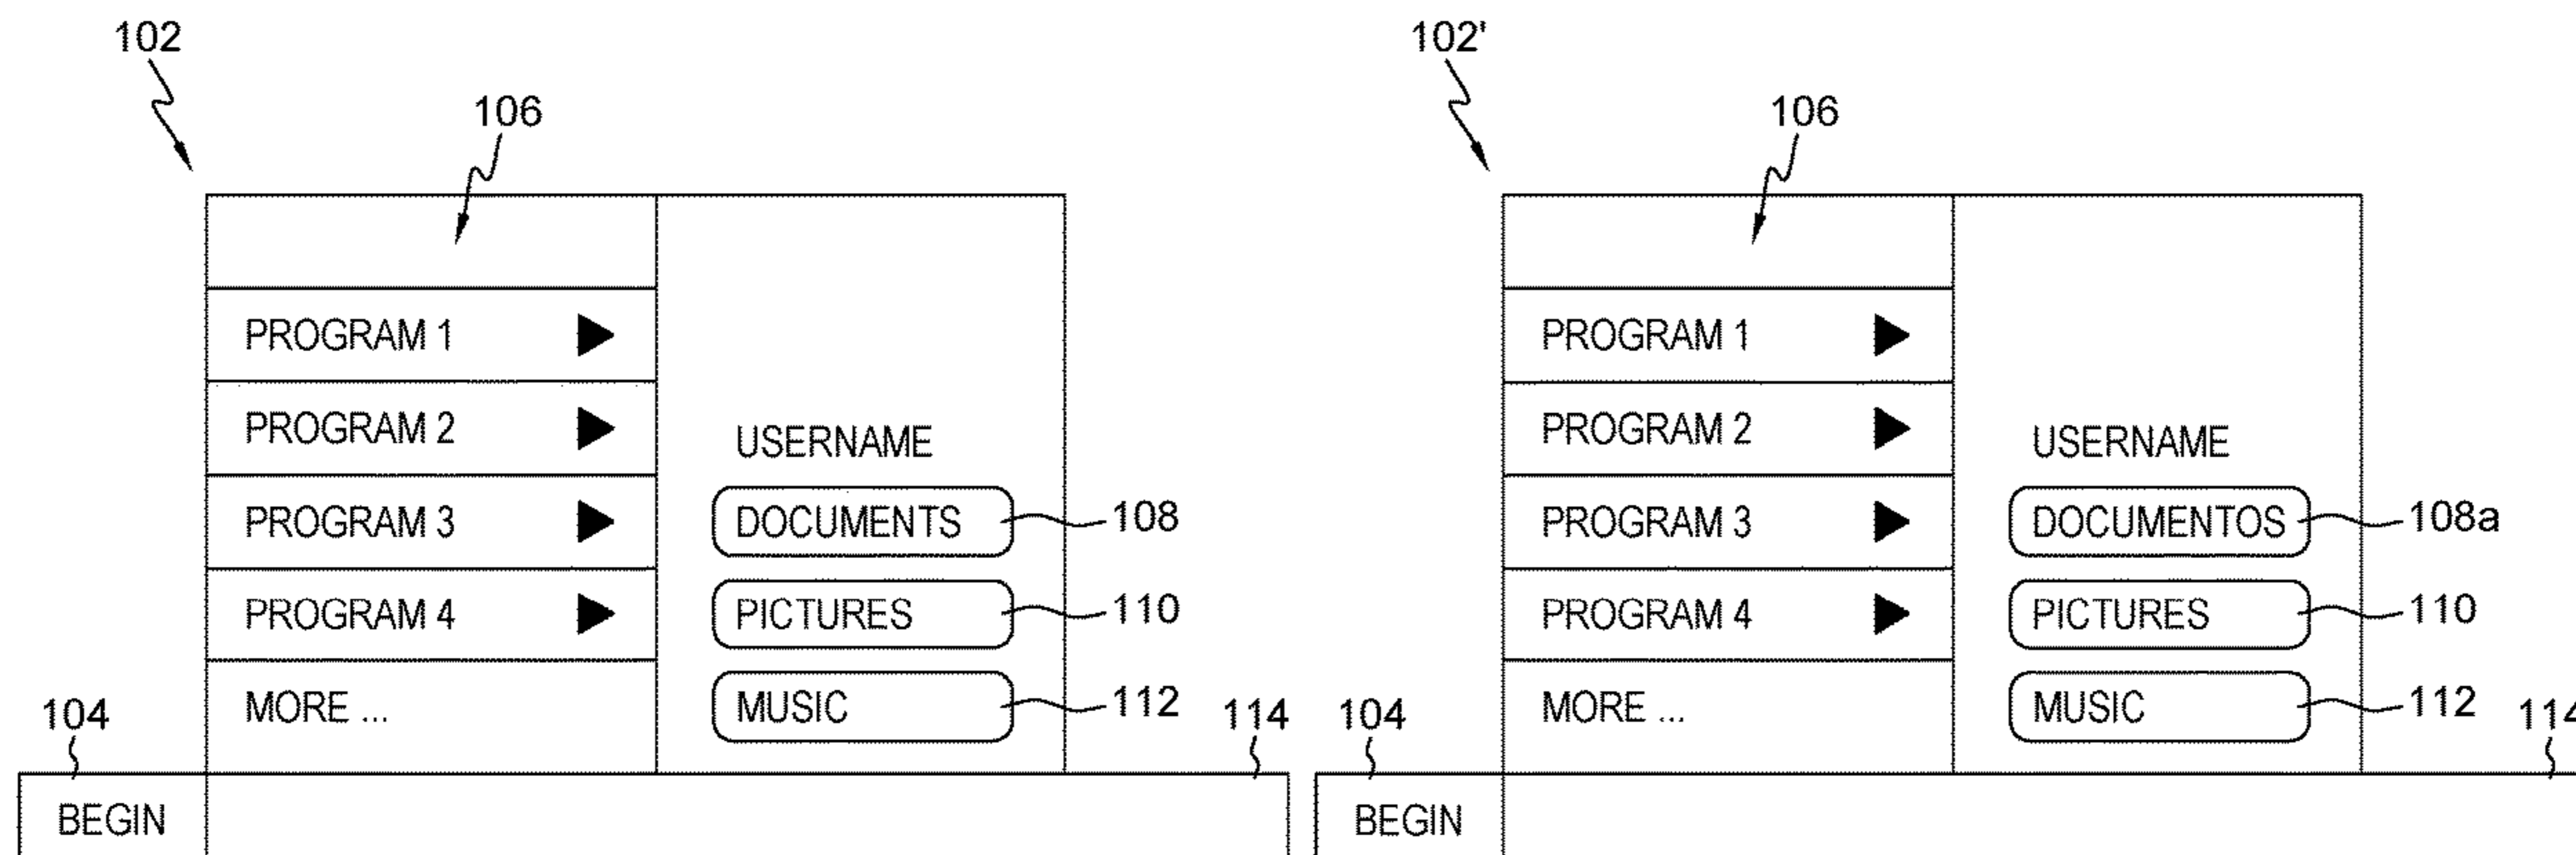 102
106
PROGRAM 1
PROGRAM 2
USERNAME
PROGRAM 3
DOCUMENTS
108
PROGRAM 4
PICTURES
110
MORE ...
MUSIC
112
104
114
BEGIN
102'
106
PROGRAM 1
PROGRAM 2
USERNAME
PROGRAM 3
DOCUMENTOS
108a
PROGRAM 4
PICTURES
110
MORE ...
MUSIC
112
104
114
BEGIN